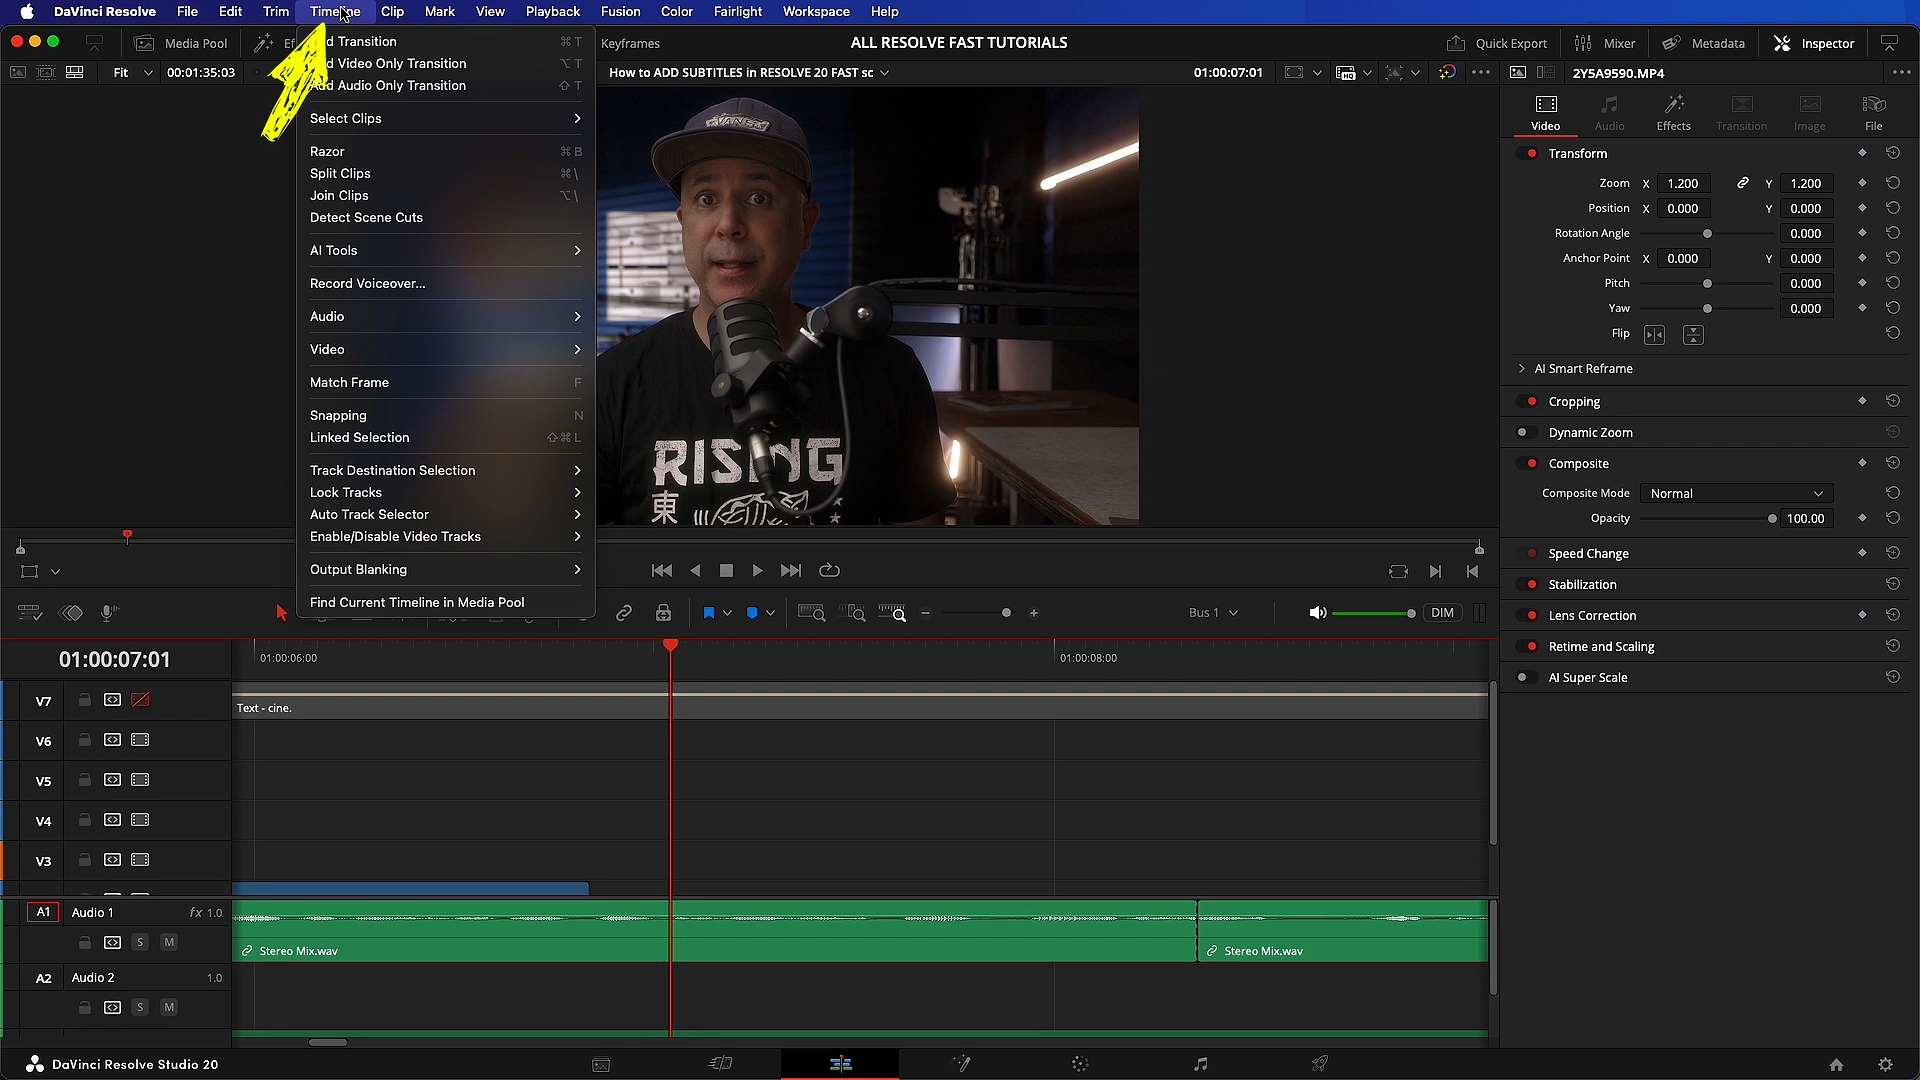 DaVinci Resolve File Edit Trim Timeline Clip Mark View Playback Fusion Color Fairlight Workspace Help
Media Pool
Keyframes
ALL RESOLVE FAST TUTORIALS
Quick Export
Mixer
Metadata
Inspector
Fit
01:00:01:35:03
How to ADD SUBTITLES in RESOLVE 20 FAST sc
01:00:07:01
2Y5A9590.MP4
Transition ⌘ T
Video Only Transition ⌥ T
Add Audio Only Transition ⇧ T
Select Clips
Razor ⌘ B
Split Clips ⌘ \
Join Clips ⌥ \
Detect Scene Cuts
AI Tools
Record Voiceover...
Audio
Video
Match Frame F
Snapping N
Linked Selection ⇧ ⌘ L
Track Destination Selection
Lock Tracks
Auto Track Selector
Enable/Disable Video Tracks
Output Blanking
Find Current Timeline in Media Pool
VANS
RISING
東
Video
Audio
Effects
Transition
Image
File
Transform
Zoom X 1.200 Y 1.200
Position X 0.000 Y 0.000
Rotation Angle 0.000
Anchor Point X 0.000 Y 0.000
Pitch 0.000
Yaw 0.000
Flip
AI Smart Reframe
Cropping
Dynamic Zoom
Composite
Composite Mode Normal
Opacity 100.00
Speed Change
Stabilization
Lens Correction
Retime and Scaling
AI Super Scale
Bus 1
DIM
01:00:07:01
01:00:06:00
01:00:08:00
V7
Text - cine.
V6
V5
V4
V3
A1 Audio 1 fx 1.0
S M
Stereo Mix.wav
Stereo Mix.wav
A2 Audio 2 1.0
S M
DaVinci Resolve Studio 20